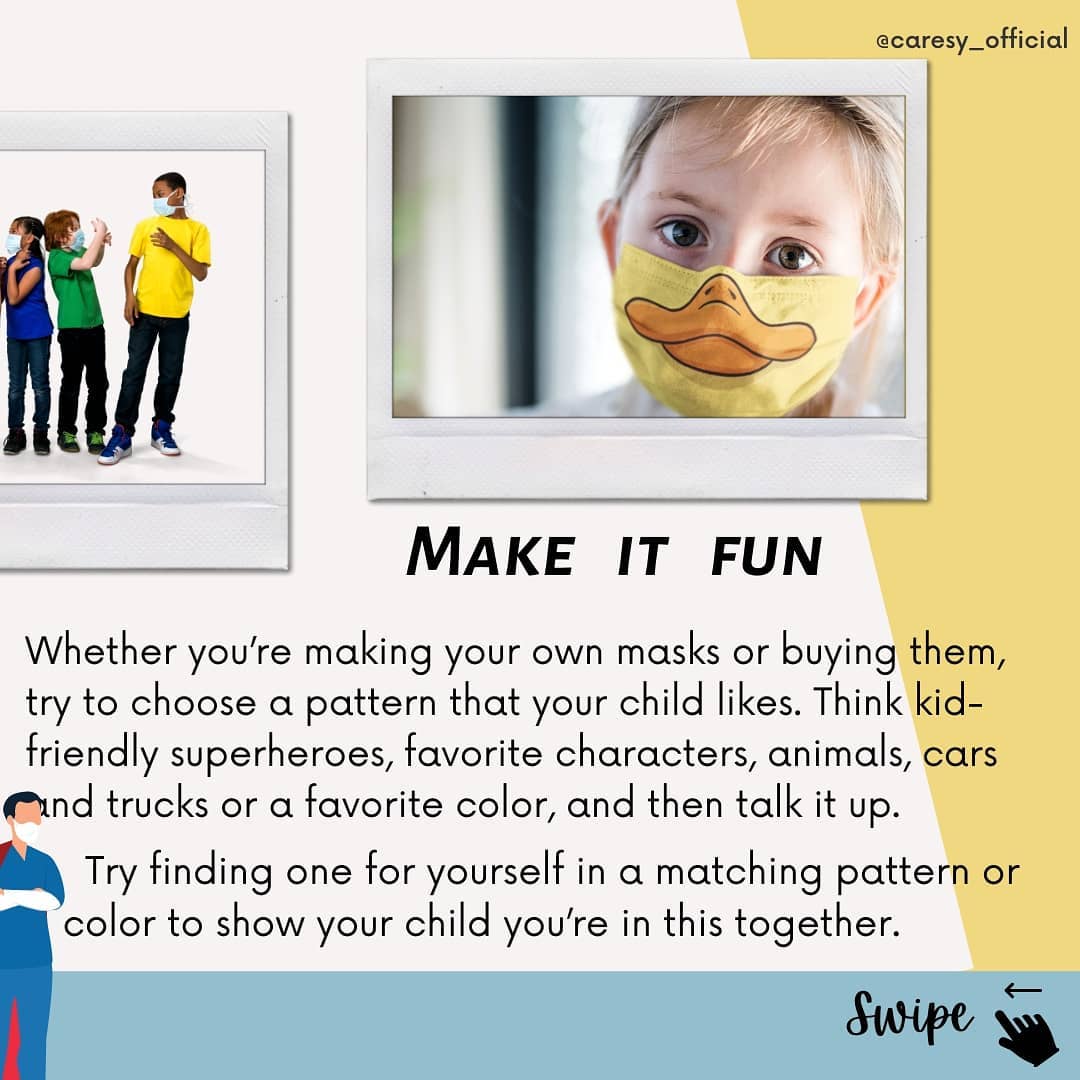 @caresy_official
MAKE IT FUN
Whether you're making your own masks or buying them,
try to choose a pattern that your child likes. Think kid-
friendly superheroes, favorite characters, animals, cars
and trucks or a favorite color, and then talk it up.
Try finding one for yourself in a matching pattern or
color to show your child you're in this together.
Swipe